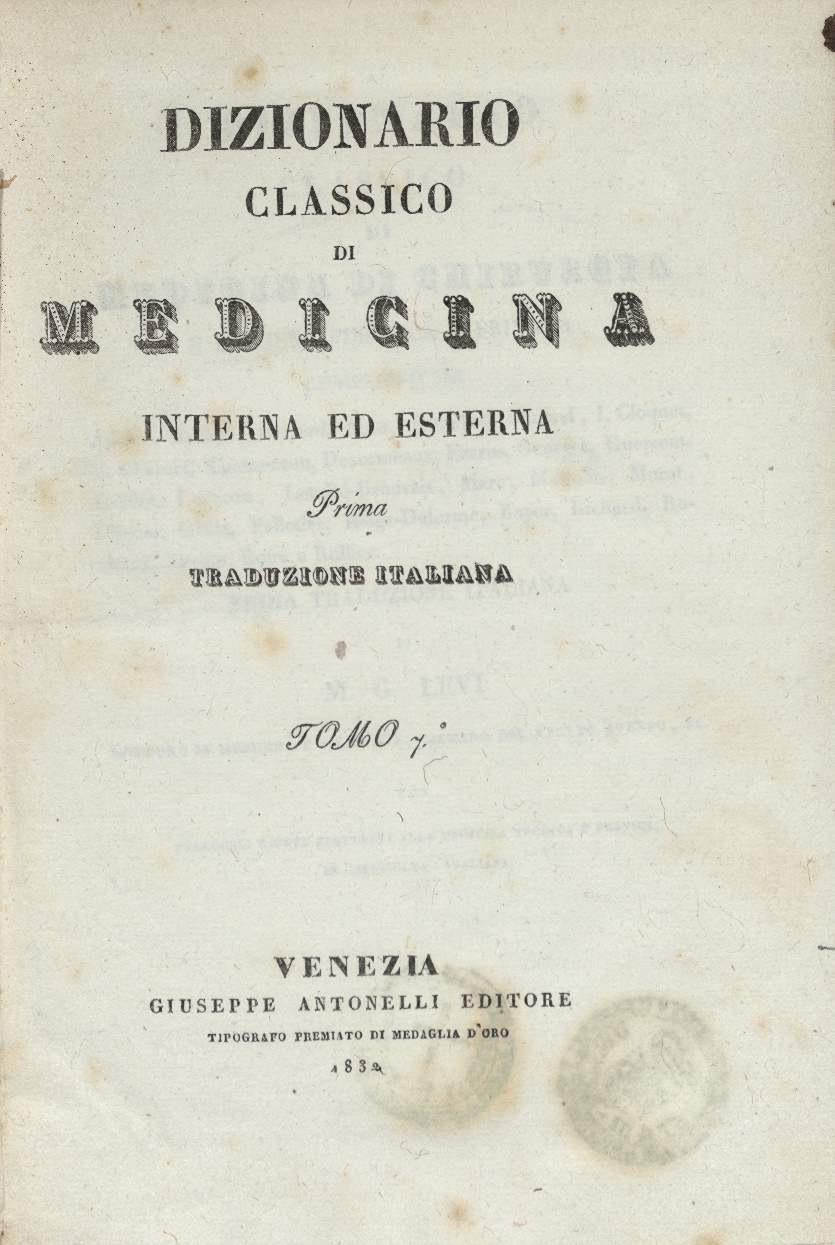 DIZIONARIO
CLASSICO
DI
MEDICINA
INTERNA ED ESTERNA
Prima
TRADUZIONE ITALIANA
TOMO 7.°
VENEZIA
GIUSEPPE ANTONELLI EDITORE
TIPOGRAFO PREMIATO DI MEDAGLIA D'ORO
1832